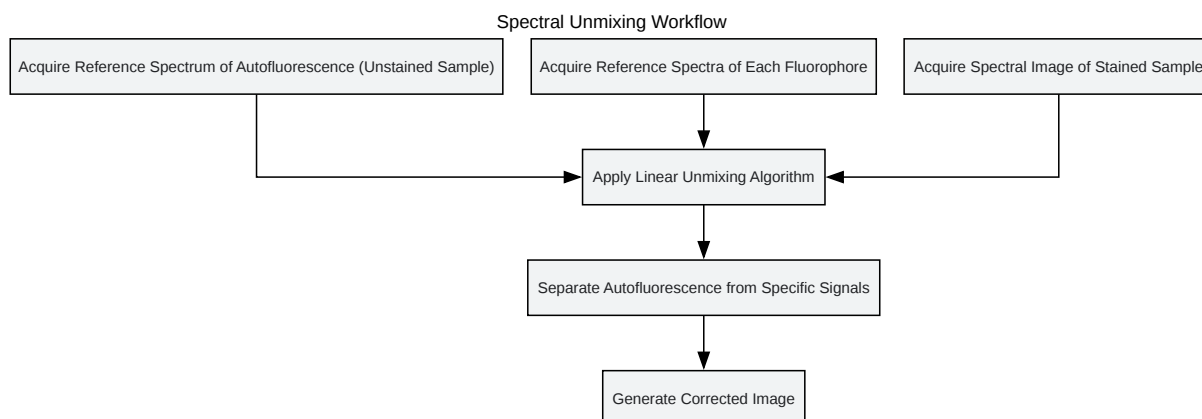 Spectral Unmixing Workflow
Acquire Reference Spectrum of Autofluorescence (Unstained Sample)
Acquire Reference Spectra of Each Fluorophore
Acquire Spectral Image of Stained Sample
Apply Linear Unmixing Algorithm
Separate Autofluorescence from Specific Signals
Generate Corrected Image